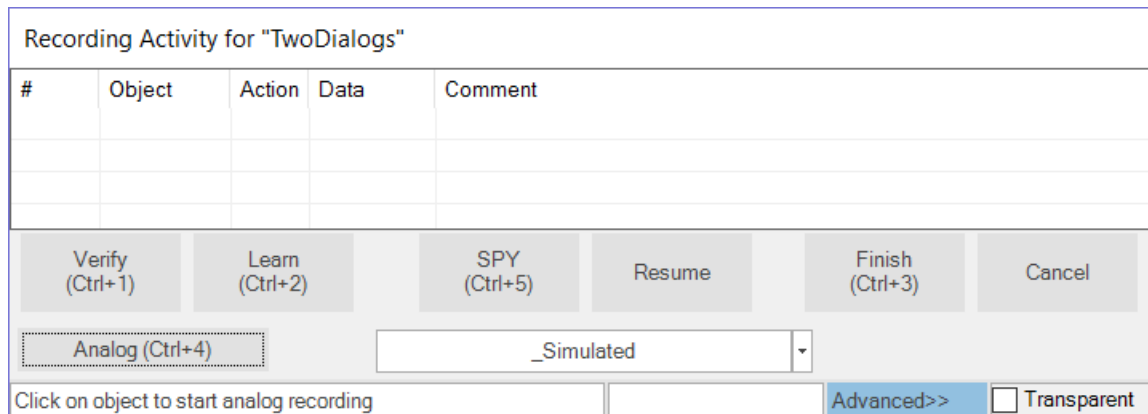 Recording Activity for "TwoDialogs"
# Object Action Data Comment
Verify Learn SPY Resume Finish Cancel
(Ctrl+1) (Ctrl+2) (Ctrl+5) (Ctrl+3)
Analog (Ctrl+4) _Simulated
Click on object to start analog recording Advanced>> Transparent